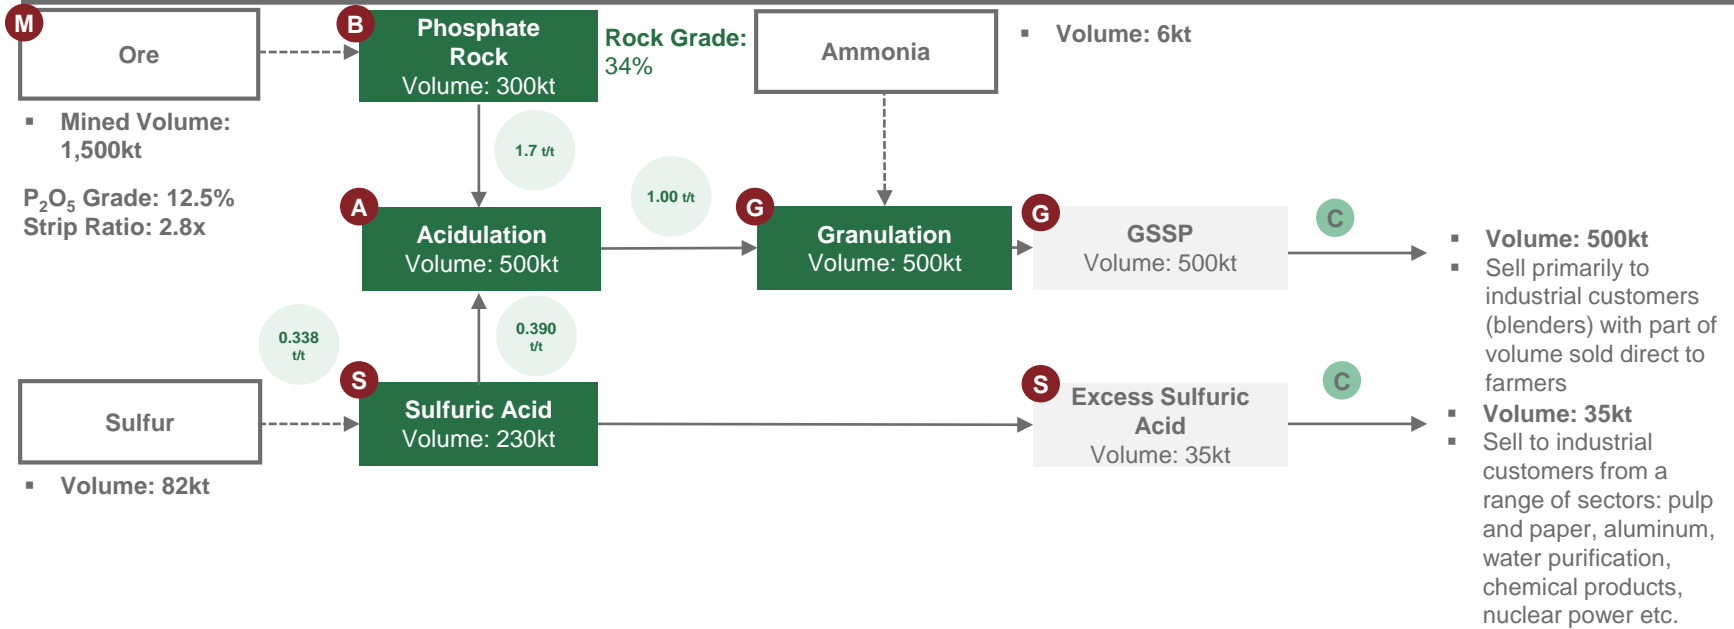 M
Ore
▪ Mined Volume:
1,500kt
P₂O₅ Grade: 12.5%
Strip Ratio: 2.8x
B
Phosphate
Rock
Volume: 300kt
Rock Grade:
34%
Ammonia
▪ Volume: 6kt
1.7 t/t
A
Acidulation
Volume: 500kt
1.00 t/t
G
Granulation
Volume: 500kt
G
GSSP
Volume: 500kt
C
▪ Volume: 500kt
▪ Sell primarily to
industrial customers
(blenders) with part of
volume sold direct to
farmers
0.338
t/t
0.390
t/t
Sulfur
▪ Volume: 82kt
S
Sulfuric Acid
Volume: 230kt
S
Excess Sulfuric
Acid
Volume: 35kt
C
▪ Volume: 35kt
▪ Sell to industrial
customers from a
range of sectors: pulp
and paper, aluminum,
water purification,
chemical products,
nuclear power etc.